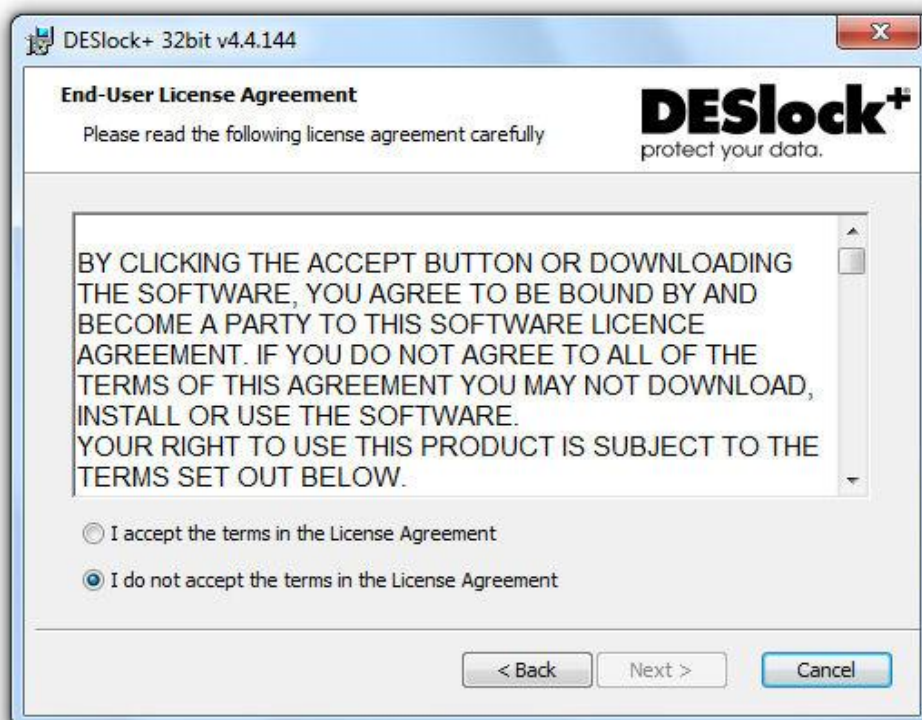 DESlock+ 32bit v4.4.144
End-User License Agreement
Please read the following license agreement carefully
DESlock+
protect your data.
BY CLICKING THE ACCEPT BUTTON OR DOWNLOADING
THE SOFTWARE, YOU AGREE TO BE BOUND BY AND
BECOME A PARTY TO THIS SOFTWARE LICENCE
AGREEMENT. IF YOU DO NOT AGREE TO ALL OF THE
TERMS OF THIS AGREEMENT YOU MAY NOT DOWNLOAD,
INSTALL OR USE THE SOFTWARE.
YOUR RIGHT TO USE THIS PRODUCT IS SUBJECT TO THE
TERMS SET OUT BELOW.
I accept the terms in the License Agreement
I do not accept the terms in the License Agreement
< Back Next > Cancel